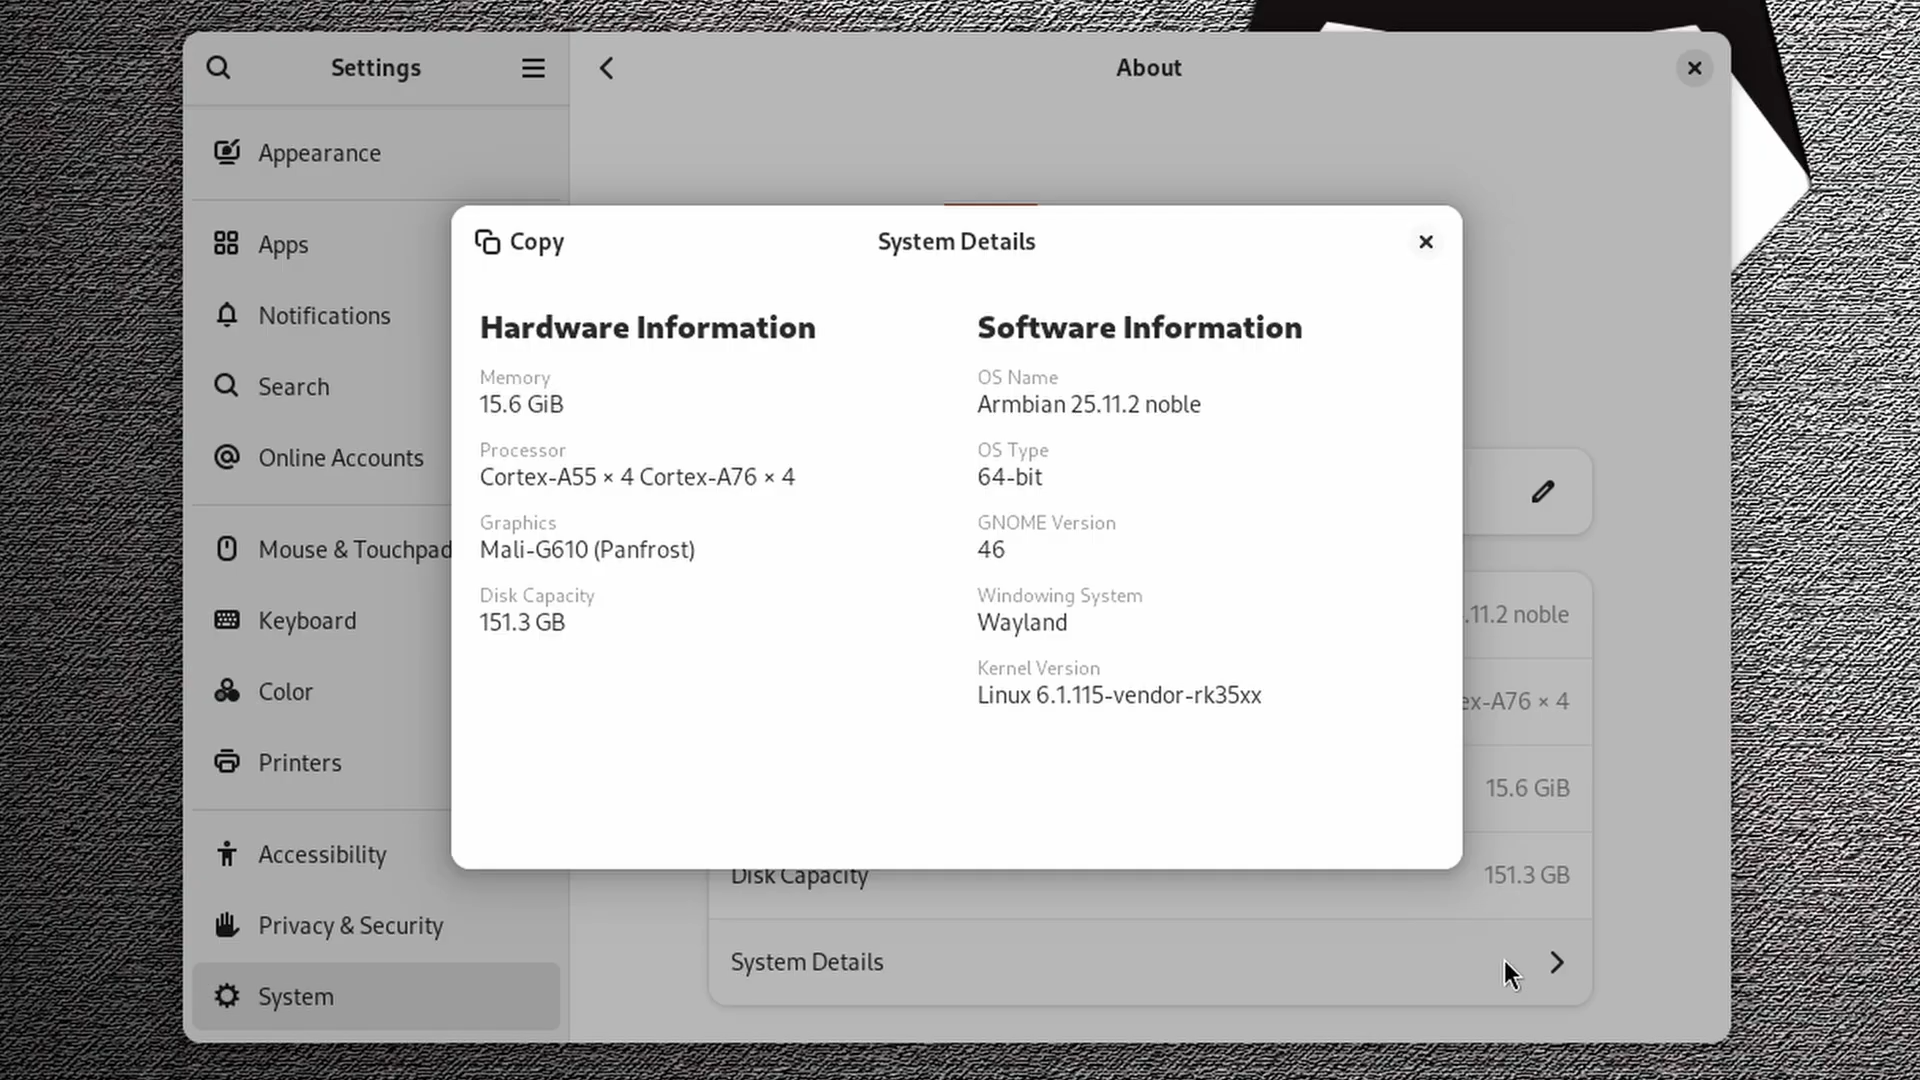 Settings
About
Appearance
Apps
Notifications
Search
Online Accounts
Mouse & Touchpad
Keyboard
Color
Printers
Accessibility
Privacy & Security
System
Copy
System Details
Hardware Information
Memory
15.6 GiB
Processor
Cortex-A55 × 4 Cortex-A76 × 4
Graphics
Mali-G610 (Panfrost)
Disk Capacity
151.3 GB
Software Information
OS Name
Armbian 25.11.2 noble
OS Type
64-bit
GNOME Version
46
Windowing System
Wayland
Kernel Version
Linux 6.1.115-vendor-rk35xx
.11.2 noble
ex-A76 × 4
15.6 GiB
Disk Capacity
151.3 GB
System Details